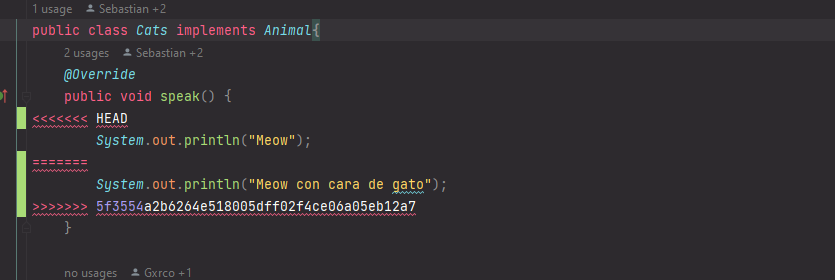 1 usage Sebastian +2
public class Cats implements Animal{
2 usages Sebastian +2
@Override
public void speak() {
<<<<<<< HEAD
System.out.println("Meow");
=======
System.out.println("Meow con cara de gato");
>>>>>>> 5f3554a2b6264e518005dff02f4ce06a05eb12a7
}
no usages Gxrco +1